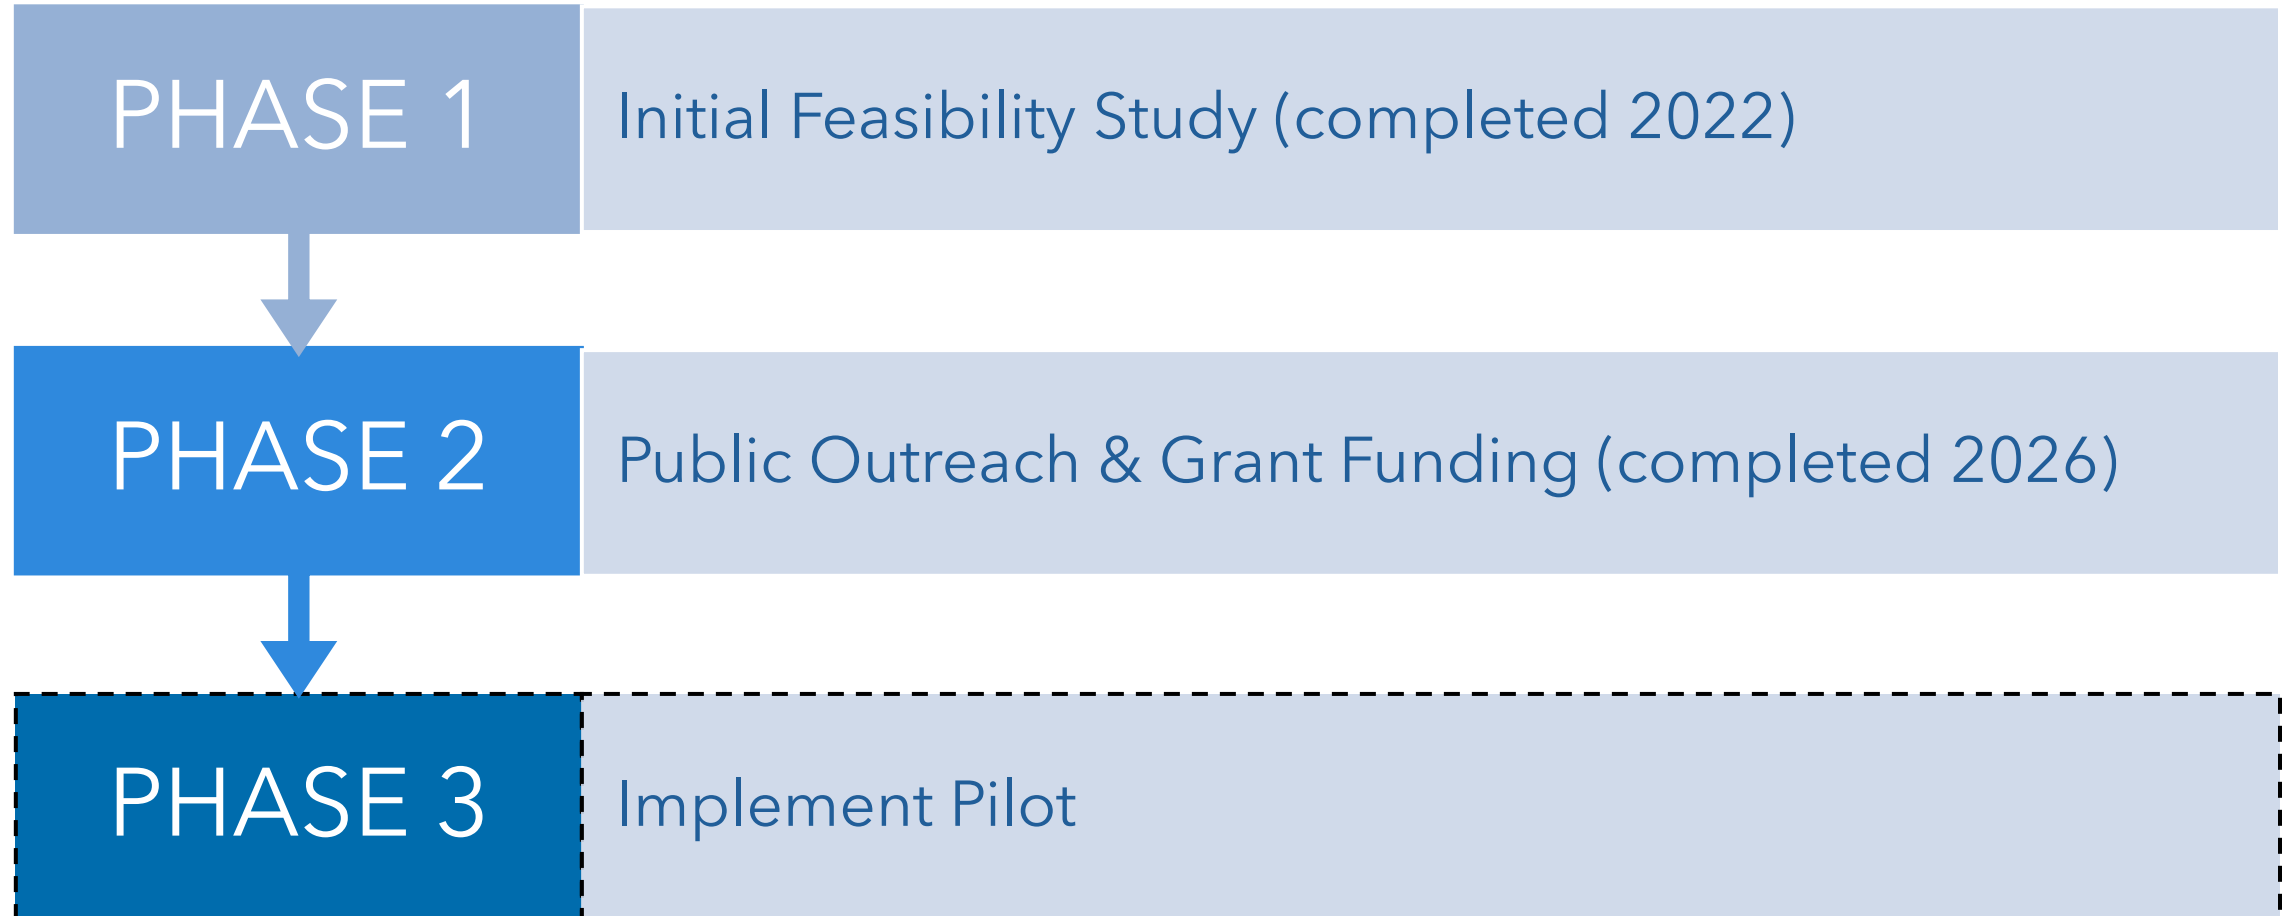 PHASE 1
Initial Feasibility Study (completed 2022)
PHASE 2
Public Outreach & Grant Funding (completed 2026)
PHASE 3
Implement Pilot